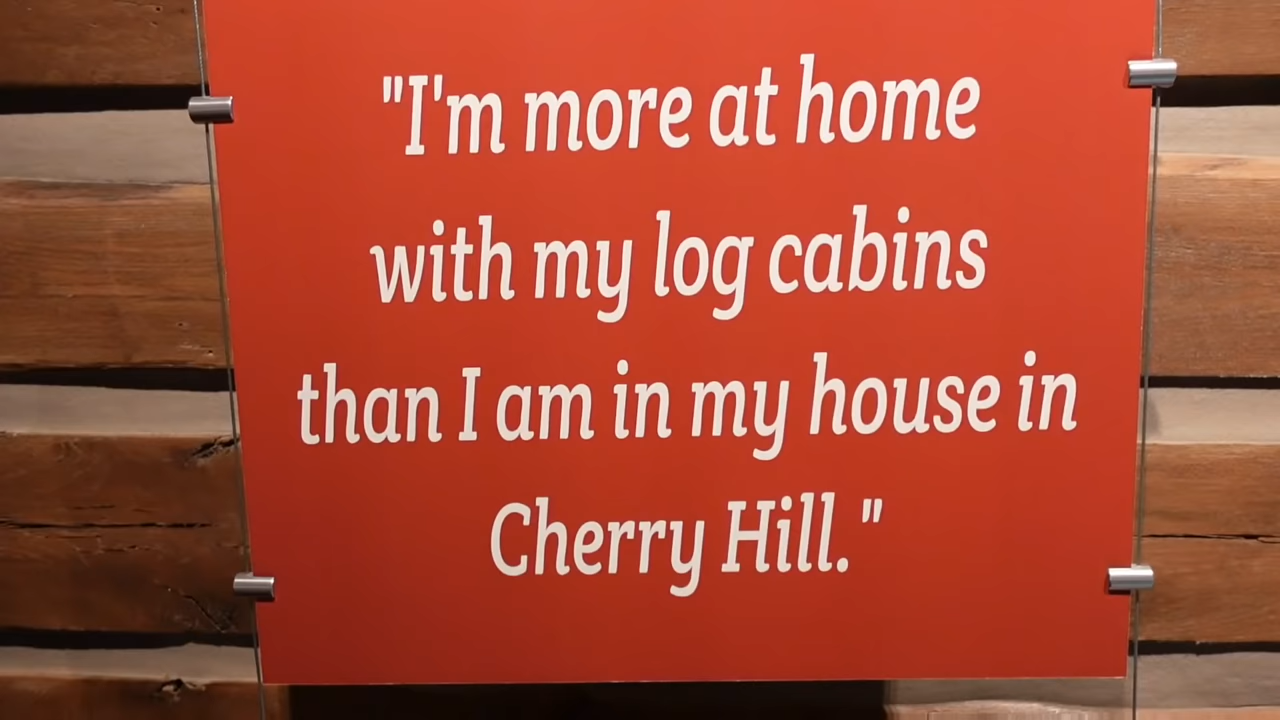 "I'm more at home
with my log cabins
than I am in my house in
Cherry Hill."